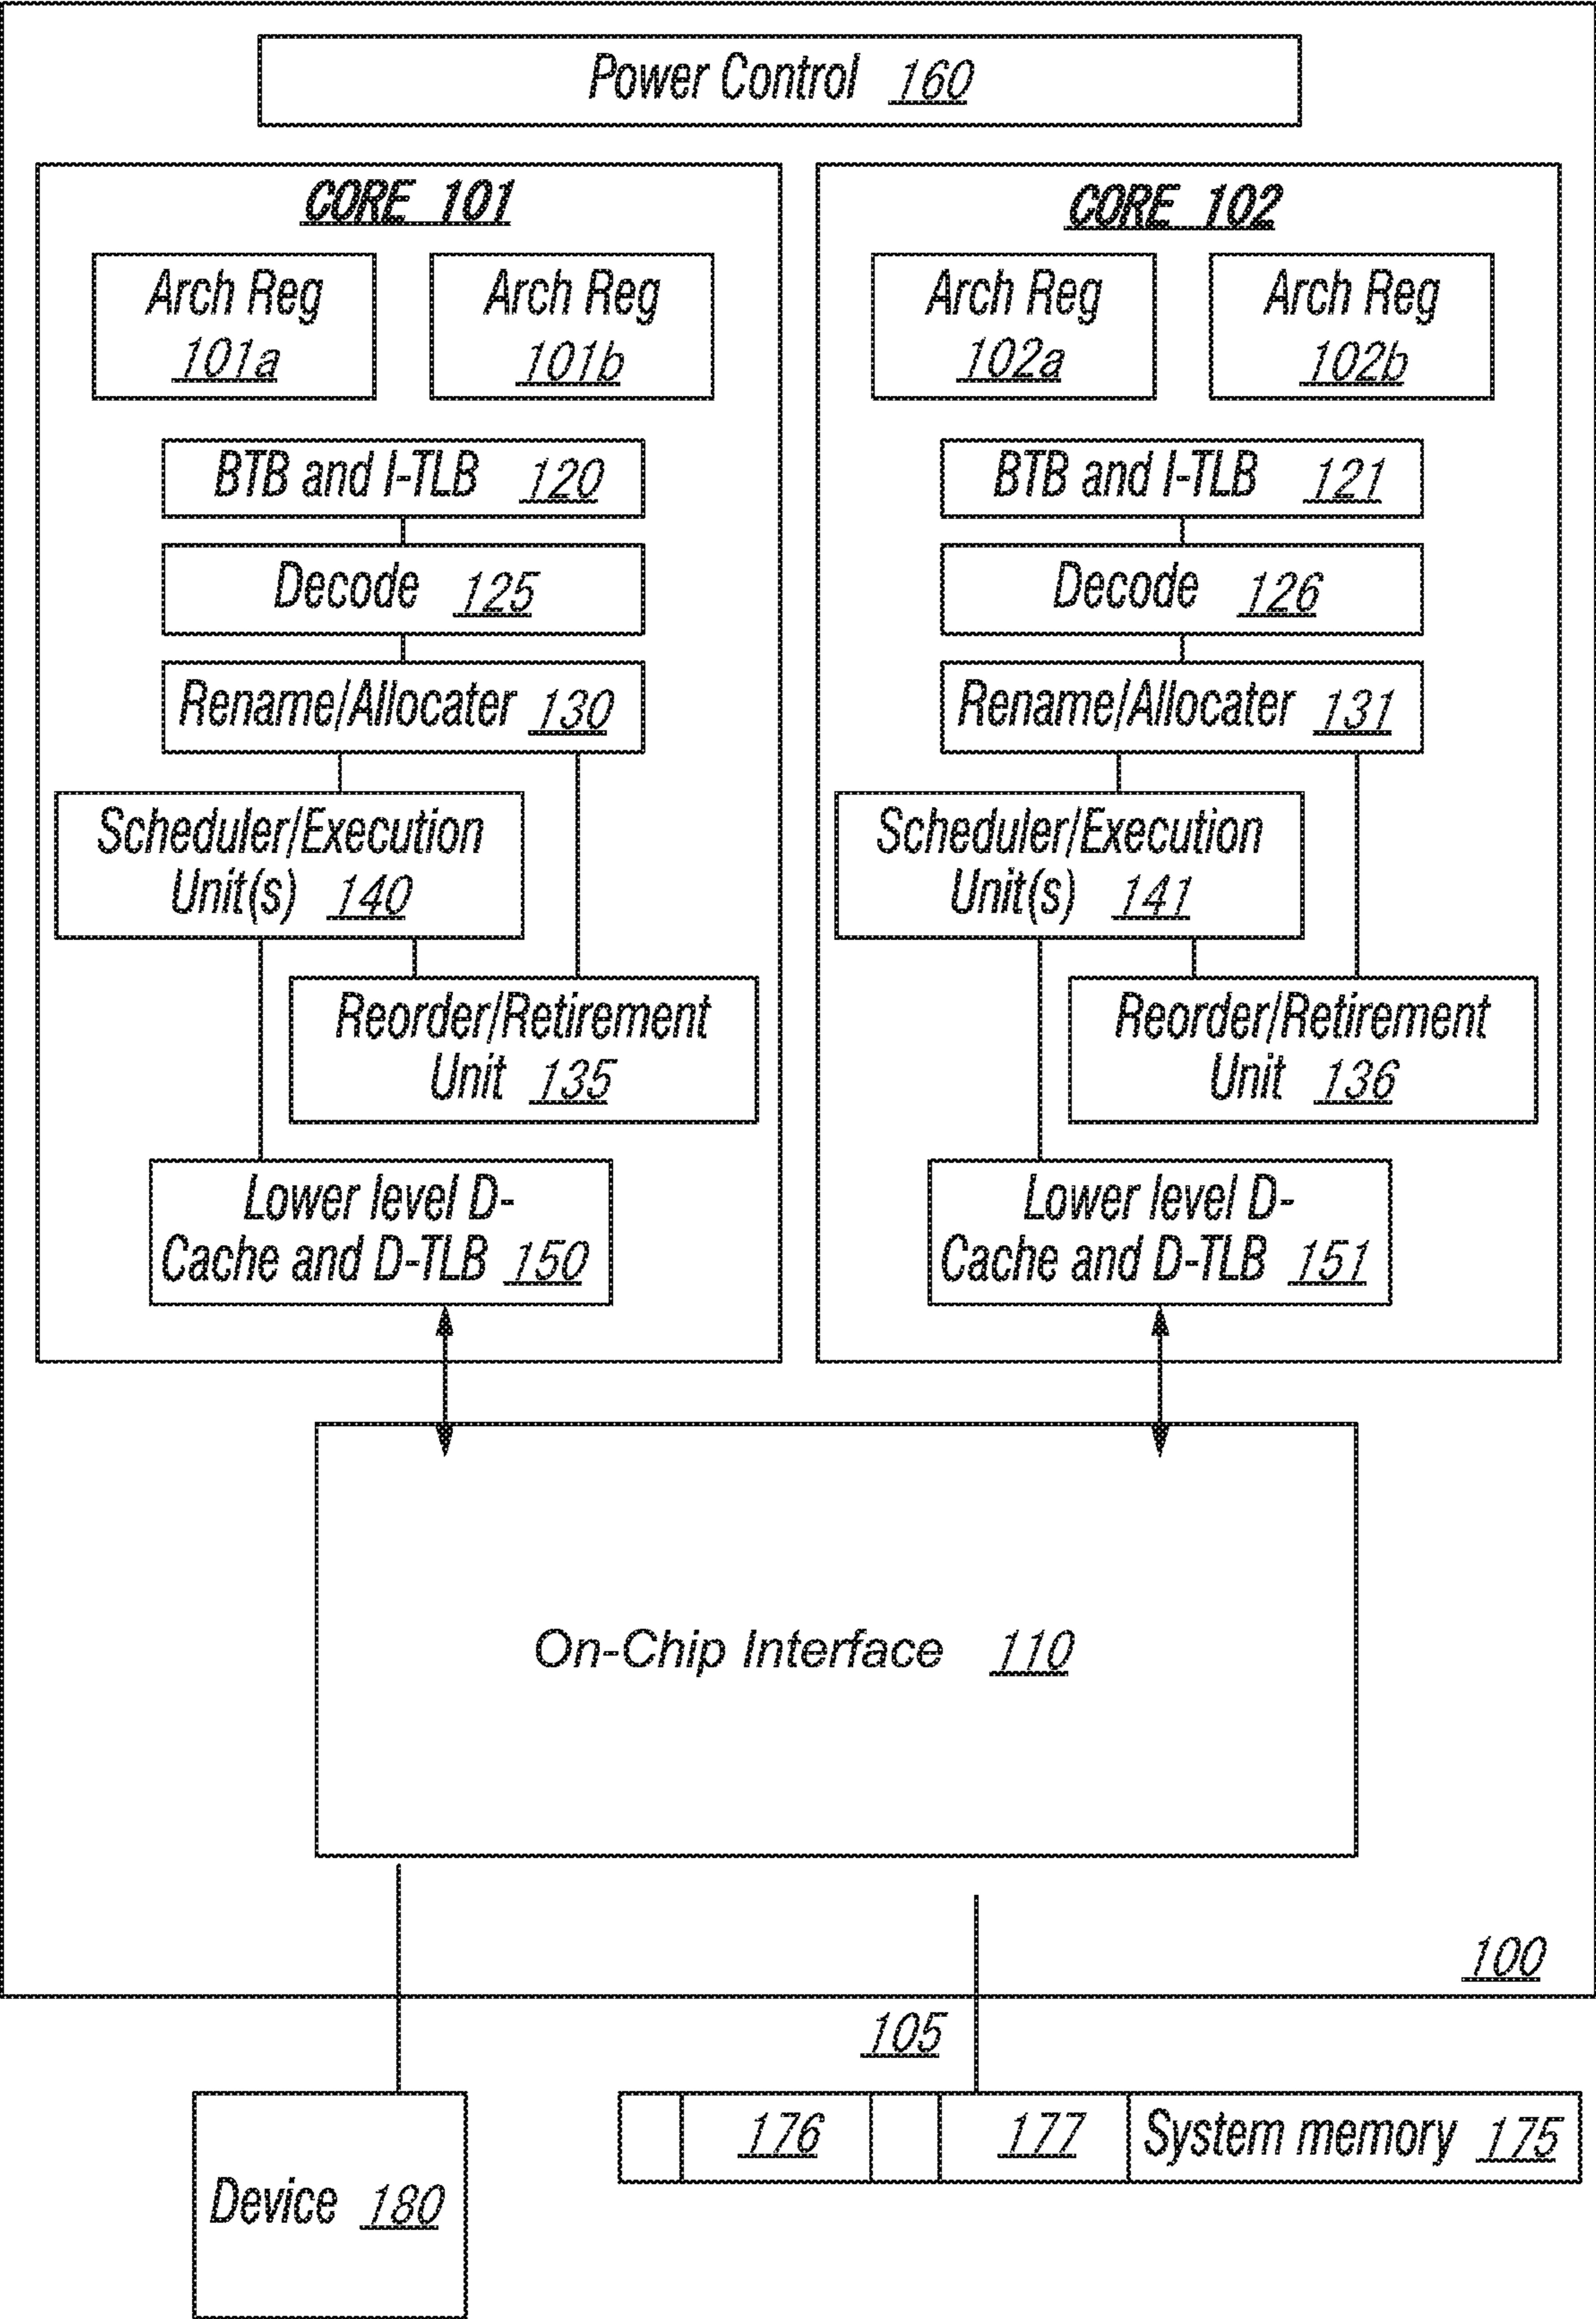 Power Control 160
CORE 101
Arch Reg
101a
Arch Reg
101b
BTB and I-TLB 120
Decode 125
Rename/Allocater 130
Scheduler/Execution
Unit(s) 140
Reorder/Retirement
Unit 135
Lower level D-
Cache and D-TLB 150
CORE 102
Arch Reg
102a
Arch Reg
102b
BTB and I-TLB 121
Decode 126
Rename/Allocater 131
Scheduler/Execution
Unit(s) 141
Reorder/Retirement
Unit 136
Lower level D-
Cache and D-TLB 151
On-Chip Interface 110
100
105
176
177
System memory 175
Device 180